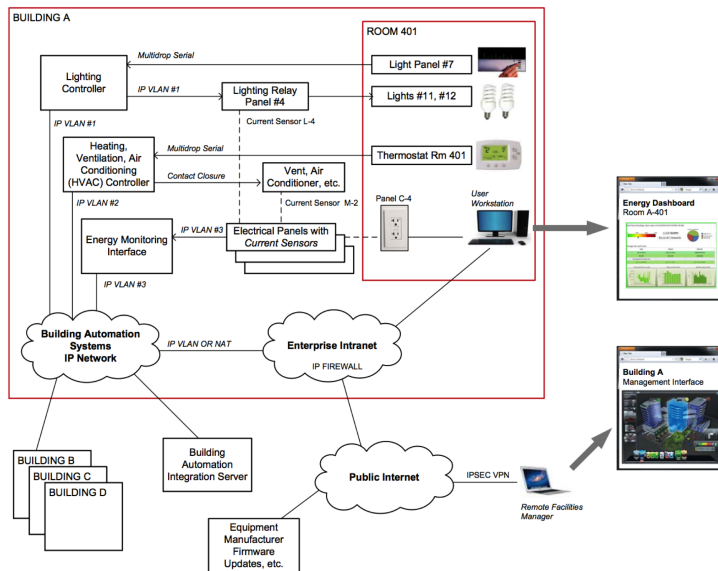 BUILDING A
ROOM 401
Multidrop Serial
Light Panel #7
Lighting
Controller
IP VLAN #1
Lighting Relay
Panel #4
Lights #11, #12
IP VLAN #1
Current Sensor L-4
Heating,
Ventilation, Air
Conditioning
(HVAC) Controller
Multidrop Serial
Thermostat Rm 401
Contact Closure
Vent, Air
Conditioner, etc.
IP VLAN #2
Current Sensor M-2
Panel C-4
User
Workstation
Energy Monitoring
Interface
IP VLAN #3
Electrical Panels with
Current Sensors
IP VLAN #3
Energy Dashboard
Room A-401
Building Automation
Systems
IP Network
IP VLAN OR NAT
Enterprise Intranet
IP FIREWALL
Building A
Management Interface
BUILDING B
BUILDING C
BUILDING D
Building
Automation
Integration Server
Public Internet
IPSEC VPN
Remote Facilities
Manager
Equipment
Manufacturer
Firmware
Updates, etc.